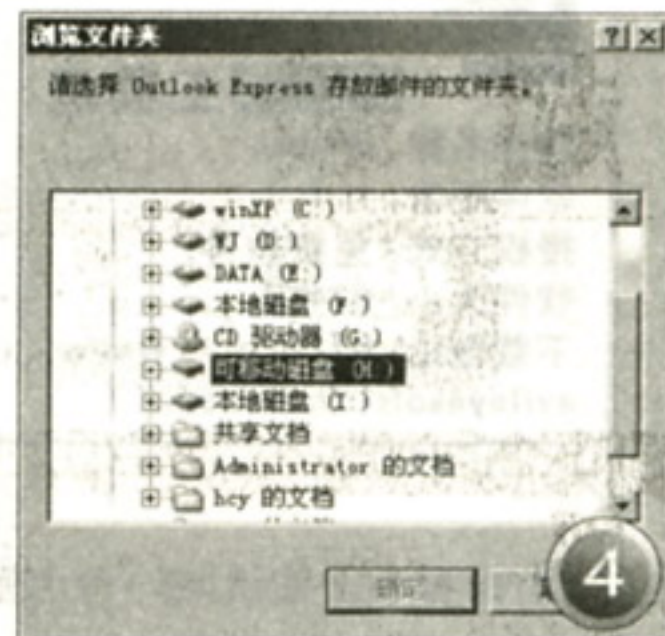 浏览文件夹
请选择 Outlook Express 存放邮件的文件夹。
winXP (C:)
WJ (D:)
DATA (E:)
本地磁盘 (F:)
CD 驱动器 (G:)
可移动磁盘 (H:)
本地磁盘 (I:)
共享文档
Administrator 的文档
hcy 的文档
确定
4